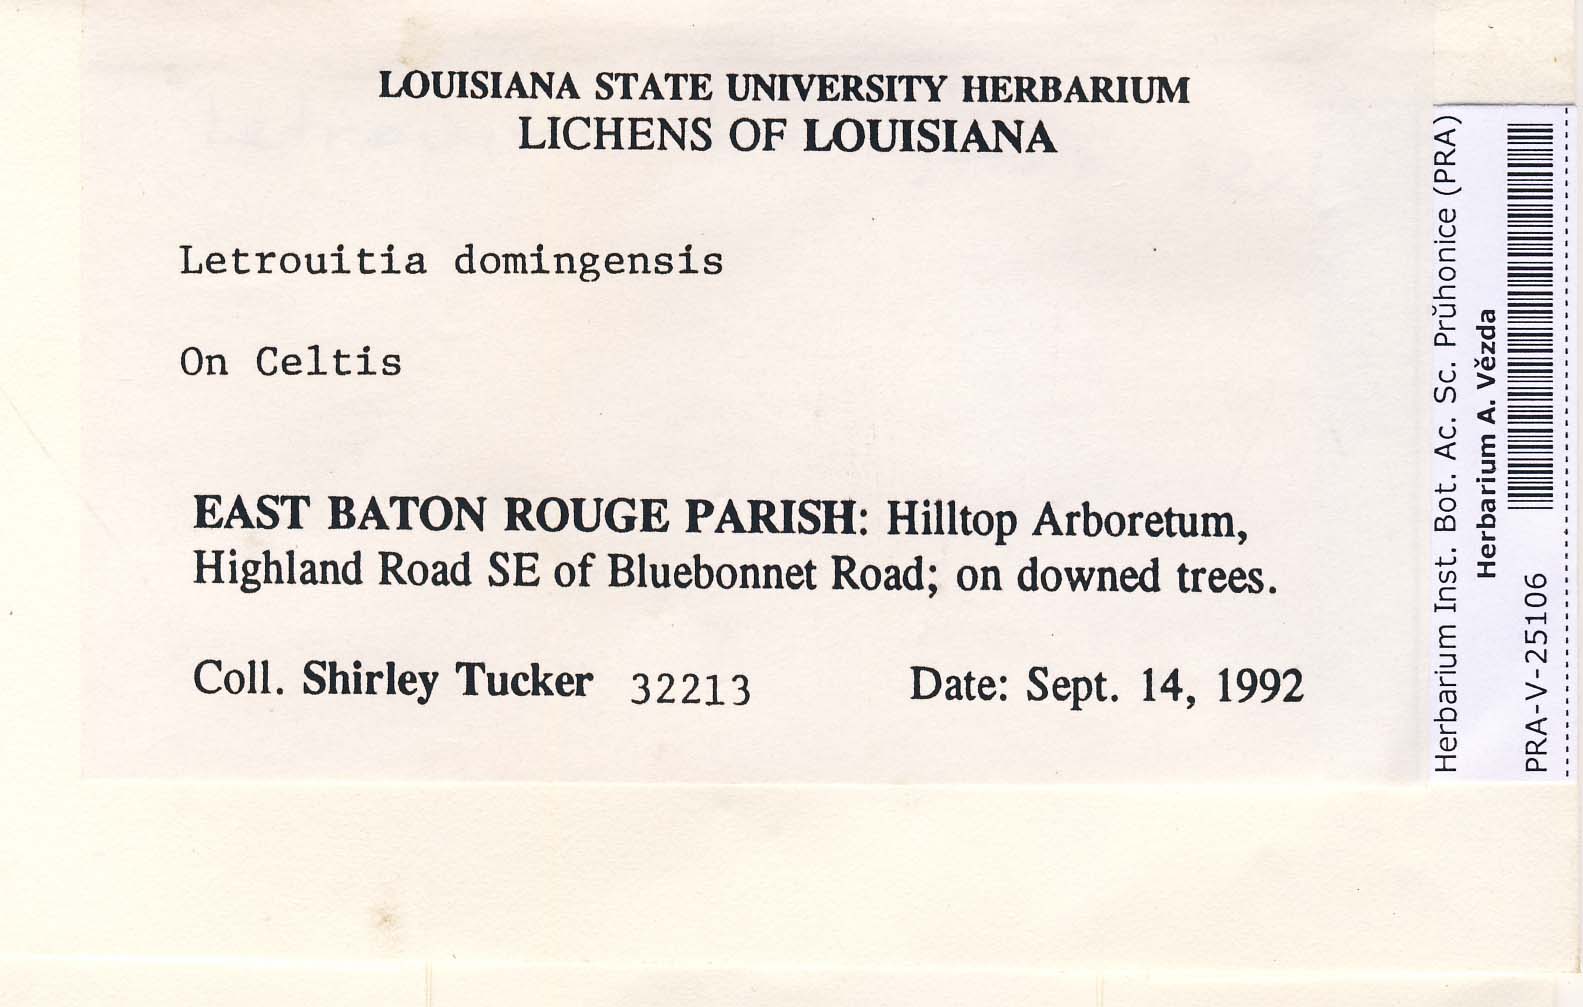 LOUISIANA STATE UNIVERSITY HERBARIUM
LICHENS OF LOUISIANA
Letrouitia domingensis
On Celtis
EAST BATON ROUGE PARISH: Hilltop Arboretum,
Highland Road SE of Bluebonnet Road; on downed trees.
Coll. Shirley Tucker 32213 Date: Sept. 14, 1992
Herbarium Inst. Bot. Ac. Sc. Průhonice (PRA)
Herbarium A. Vězda
PRA-V-25106